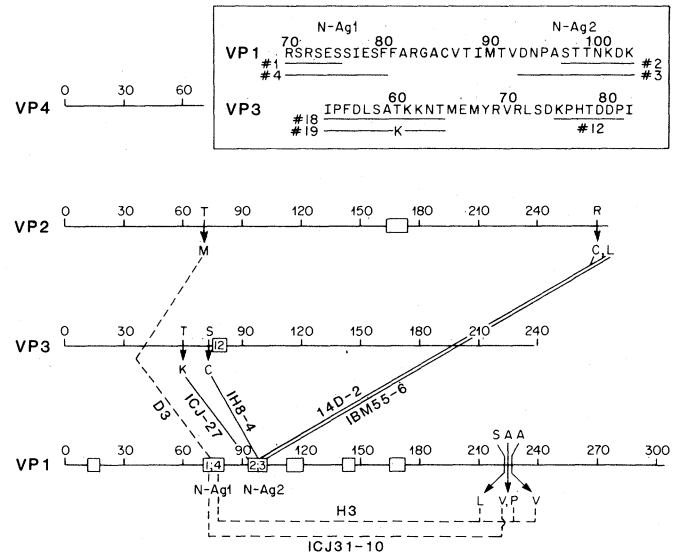 N-Ag1 N-Ag2
70 80 90 100
VP1 RSRSESSIESFFARGACVTIMTVDNPASTTNKDK
#1 #2
#4 #3
60 70 80
VP3 IPFDLSATKKNTMEMYRVRLSDKPHTDDPI
#18 #12
#19 K
0 30 60
VP4
0 30 60 T 90 120 150 180 210 240 R
VP2
M C, L
0 30 60 90 120 150 180 210 240
T S
VP3 12
K C
D3 ICJ-27 IH8-4 14D-2 IBM55-6
S A A
0 30 60 90 120 150 180 210 240 270 300
VP1 1;4 2;3
N-Ag1 N-Ag2 L V, P V
H3
ICJ31-10